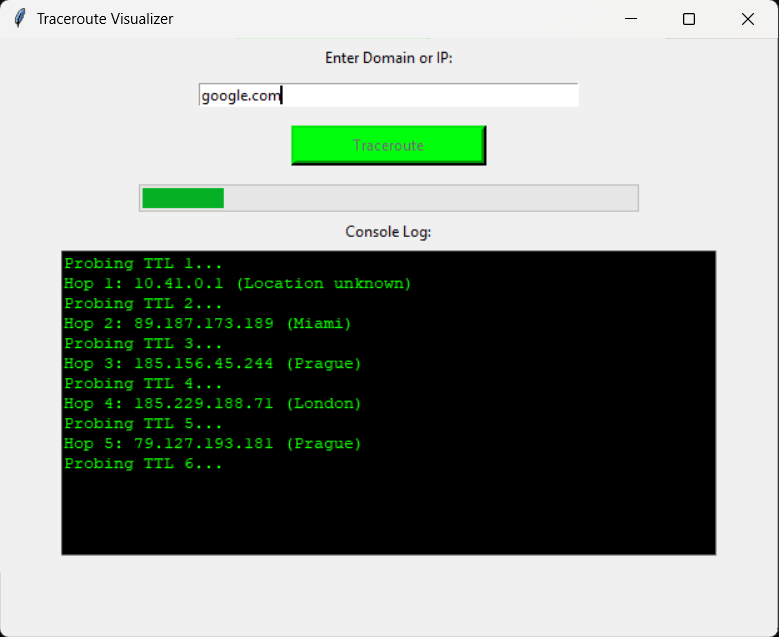 Traceroute Visualizer
Enter Domain or IP:
google.com
Traceroute
Console Log:
Probing TTL 1...
Hop 1: 10.41.0.1 (Location unknown)
Probing TTL 2...
Hop 2: 89.187.173.189 (Miami)
Probing TTL 3...
Hop 3: 185.156.45.244 (Prague)
Probing TTL 4...
Hop 4: 185.229.188.71 (London)
Probing TTL 5...
Hop 5: 79.127.193.181 (Prague)
Probing TTL 6...